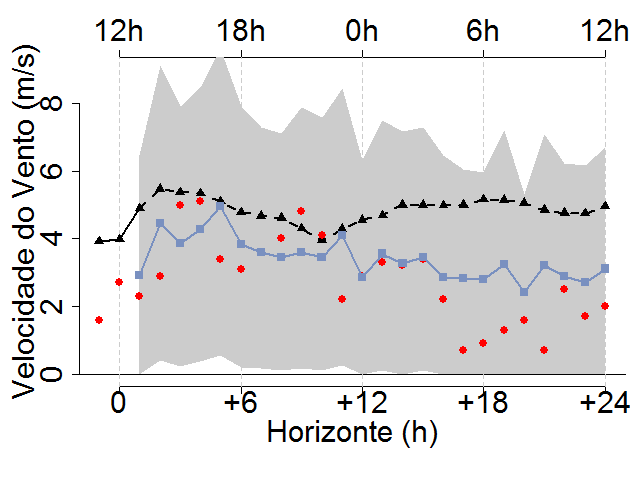 12h 18h 0h 6h 12h
Velocidade do Vento (m/s)
8
6
4
2
0
0 +6 +12 +18 +24
Horizonte (h)